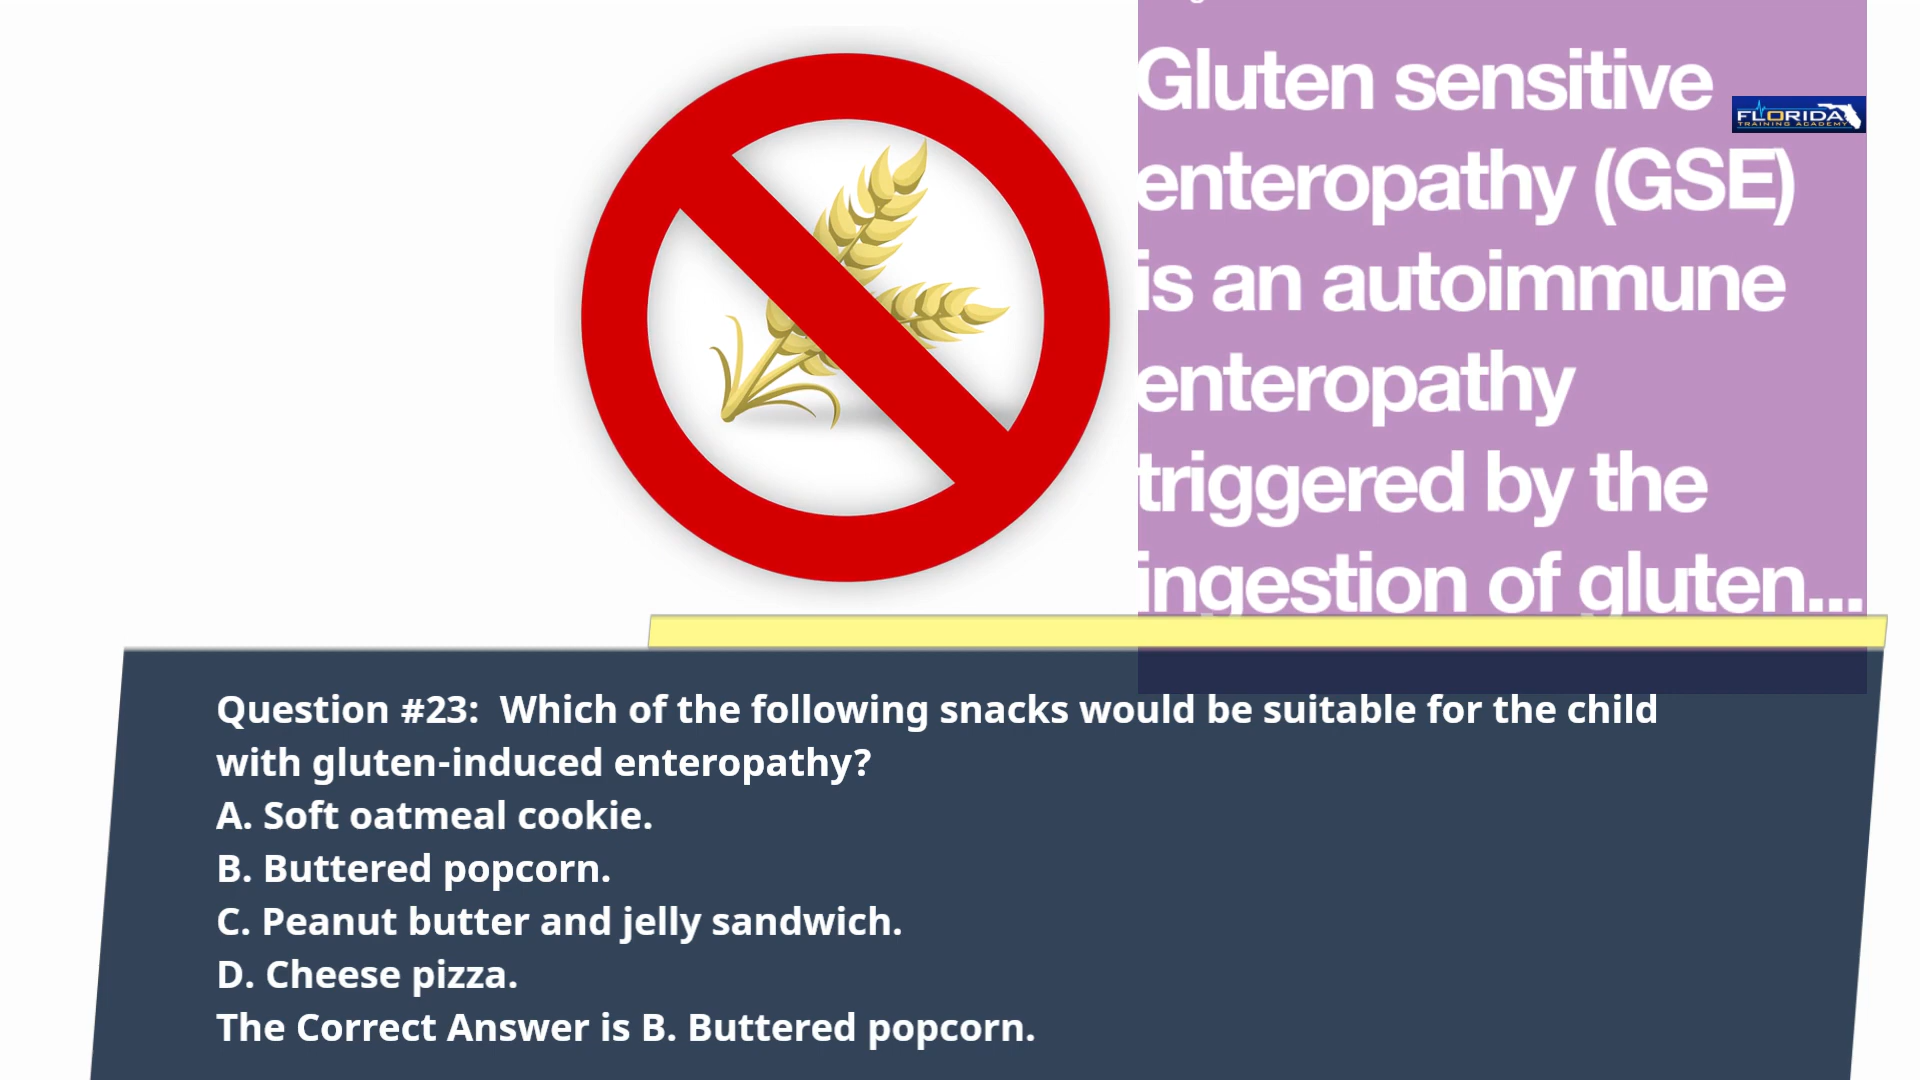 Gluten sensitive
enteropathy (GSE)
is an autoimmune
enteropathy
triggered by the
ingestion of gluten...
FLORIDA
TRAINING ACADEMY
Question #23: Which of the following snacks would be suitable for the child
with gluten-induced enteropathy?
A. Soft oatmeal cookie.
B. Buttered popcorn.
C. Peanut butter and jelly sandwich.
D. Cheese pizza.
The Correct Answer is B. Buttered popcorn.